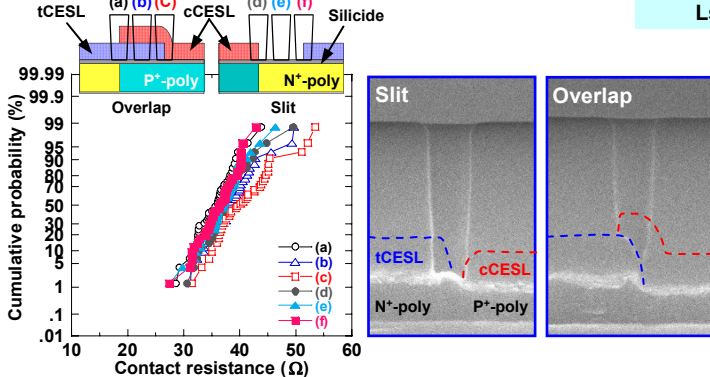 (a) (b) (C) (d) (e) (f)
tCESL cCESL Silicide
P⁺-poly N⁺-poly
Overlap Slit
Cumulative probability (%)
99.99
99.9
99
95
90
80
70
50
30
20
10
5
1
.1
.01
(a)
(b)
(c)
(d)
(e)
(f)
10 20 30 40 50 60
Contact resistance (Ω)
Slit
tCESL
cCESL
N⁺-poly P⁺-poly
Overlap